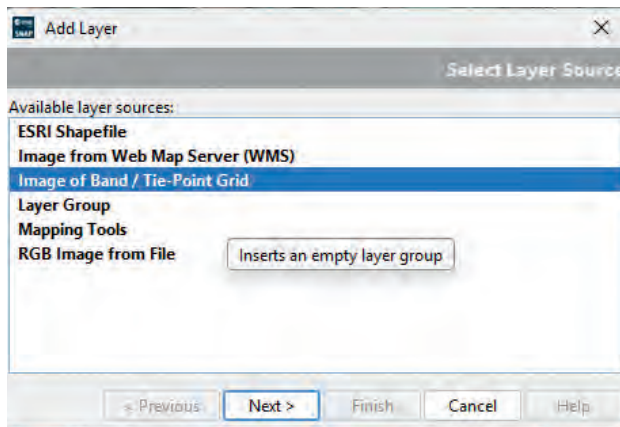 SNAP Add Layer
Select Layer Source
Available layer sources:
ESRI Shapefile
Image from Web Map Server (WMS)
Image of Band / Tie-Point Grid
Layer Group
Mapping Tools
RGB Image from File
Inserts an empty layer group
< Previous Next > Finish Cancel Help